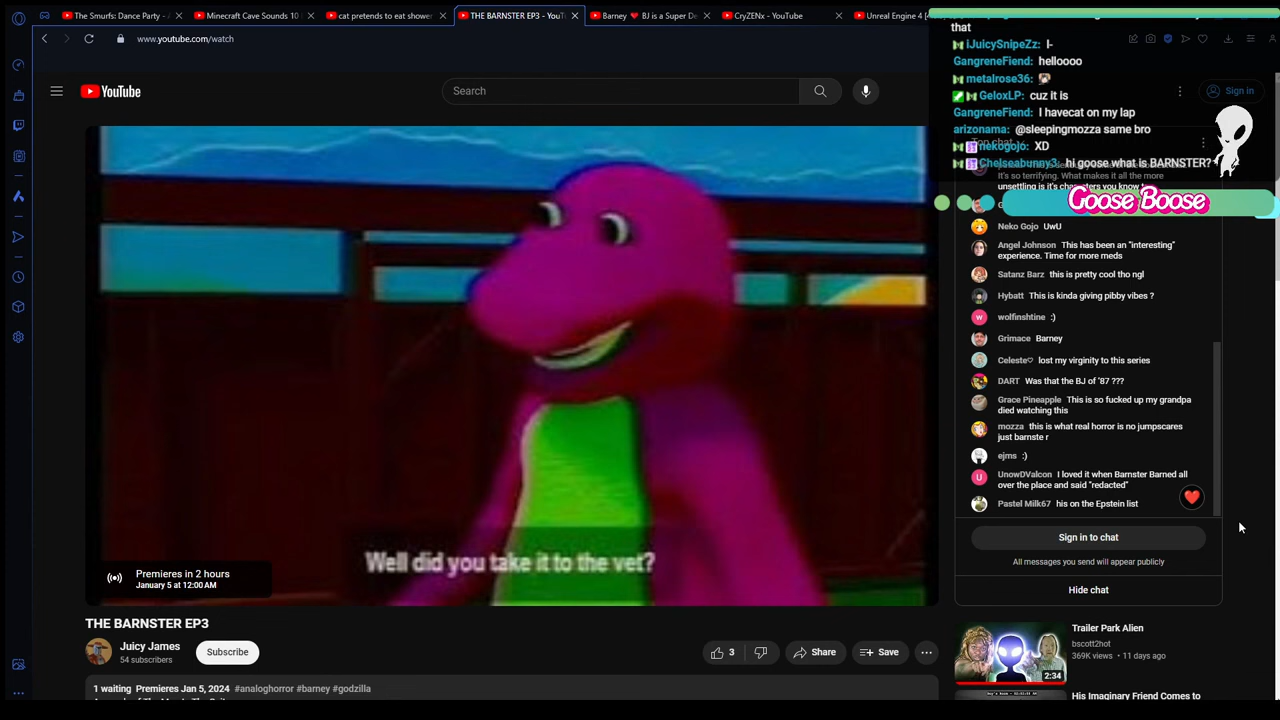 The Smurfs: Dance Party - A
Minecraft Cave Sounds 10
cat pretends to eat shower
THE BARNSTER EP3 - YouT
Barney ❤️ BJ is a Super De
CryZENx - YouTube
Unreal Engine 4 [
www.youtube.com/watch
YouTube
Search
Sign in
that
iJuicySnipeZz: I-
GangreneFiend: helloooo
metalrose36:
GeloxLP: cuz it is
GangreneFiend: I havecat on my lap
arizonama: @sleepingmozza same bro
nekogojo: XD
Chelseabunny3: hi goose what is BARNSTER?
It's so terrifying. What makes it all the more
unsettling is it's characters you know
Goose Boose
Neko Gojo UwU
Angel Johnson This has been an "interesting"
experience. Time for more meds
Satanz Barz this is pretty cool tho ngl
Hybatt This is kinda giving pibby vibes ?
wolfinshtine :)
Grimace Barney
Celeste♡ lost my virginity to this series
DART Was that the BJ of '87 ???
Grace Pineapple This is so fucked up my grandpa
died watching this
mozza this is what real horror is no jumpscares
just barnste r
ejms :)
UnowDValcon I loved it when Barnster Barned all
over the place and said "redacted"
Pastel Milk67 his on the Epstein list
Sign in to chat
All messages you send will appear publicly
Hide chat
Well did you take it to the vet?
Premieres in 2 hours
January 5 at 12:00 AM
THE BARNSTER EP3
Juicy James
54 subscribers
Subscribe
3
Share
Save
1 waiting Premieres Jan 5, 2024 #analoghorror #barney #godzilla
Trailer Park Alien
bscott2hot
369K views • 11 days ago
2:34
His Imaginary Friend Comes to